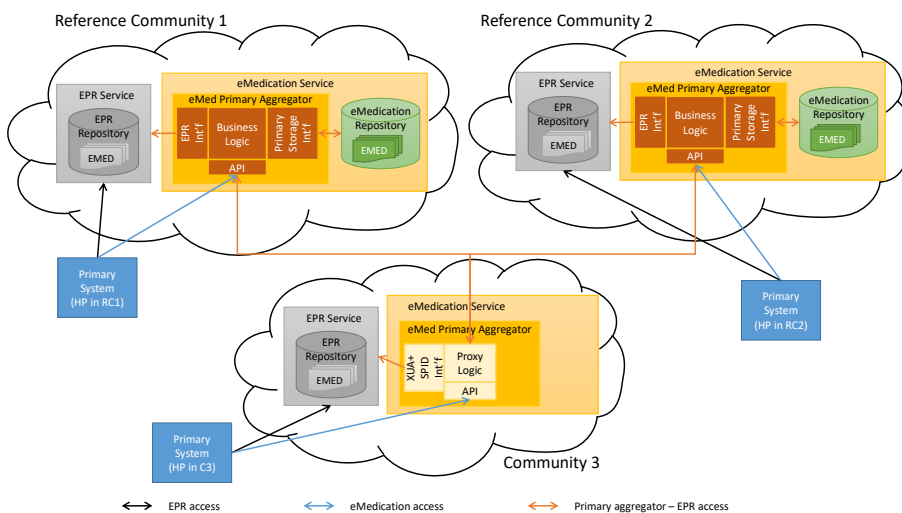 Reference Community 1
Reference Community 2
EPR Service
EPR
Repository
EMED
eMedication Service
eMed Primary Aggregator
EPR
Int'f
Business
Logic
Primary
Storage
Int'f
API
eMedication
Repository
EMED
EPR Service
EPR
Repository
EMED
eMedication Service
eMed Primary Aggregator
EPR
Int'f
Business
Logic
Primary
Storage
Int'f
API
eMedication
Repository
EMED
Primary
System
(HP in RC1)
Primary
System
(HP in RC2)
EPR Service
EPR
Repository
EMED
eMedication Service
eMed Primary Aggregator
XUA+
SPID
Int'f
Proxy
Logic
API
Primary
System
(HP in C3)
Community 3
EPR access
eMedication access
Primary aggregator – EPR access